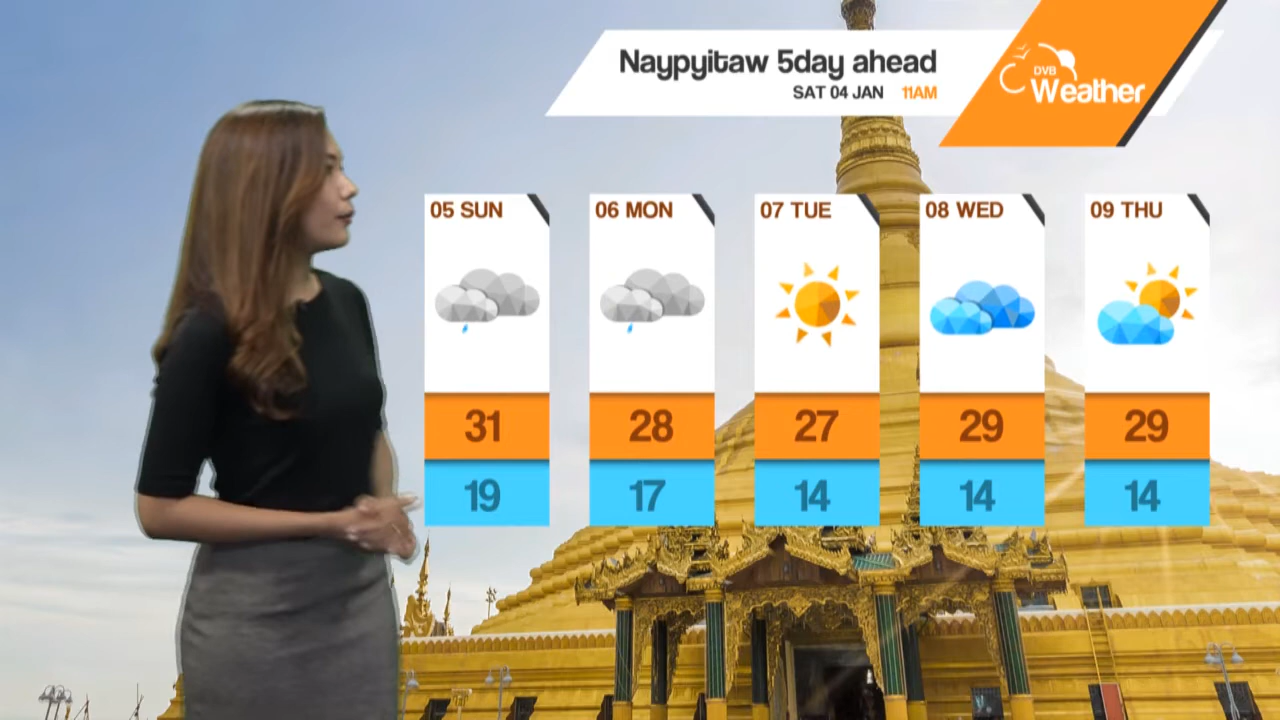 Naypyitaw 5day ahead
SAT 04 JAN 11AM
DVB
Weather
05 SUN
06 MON
07 TUE
08 WED
09 THU
31
28
27
29
29
19
17
14
14
14